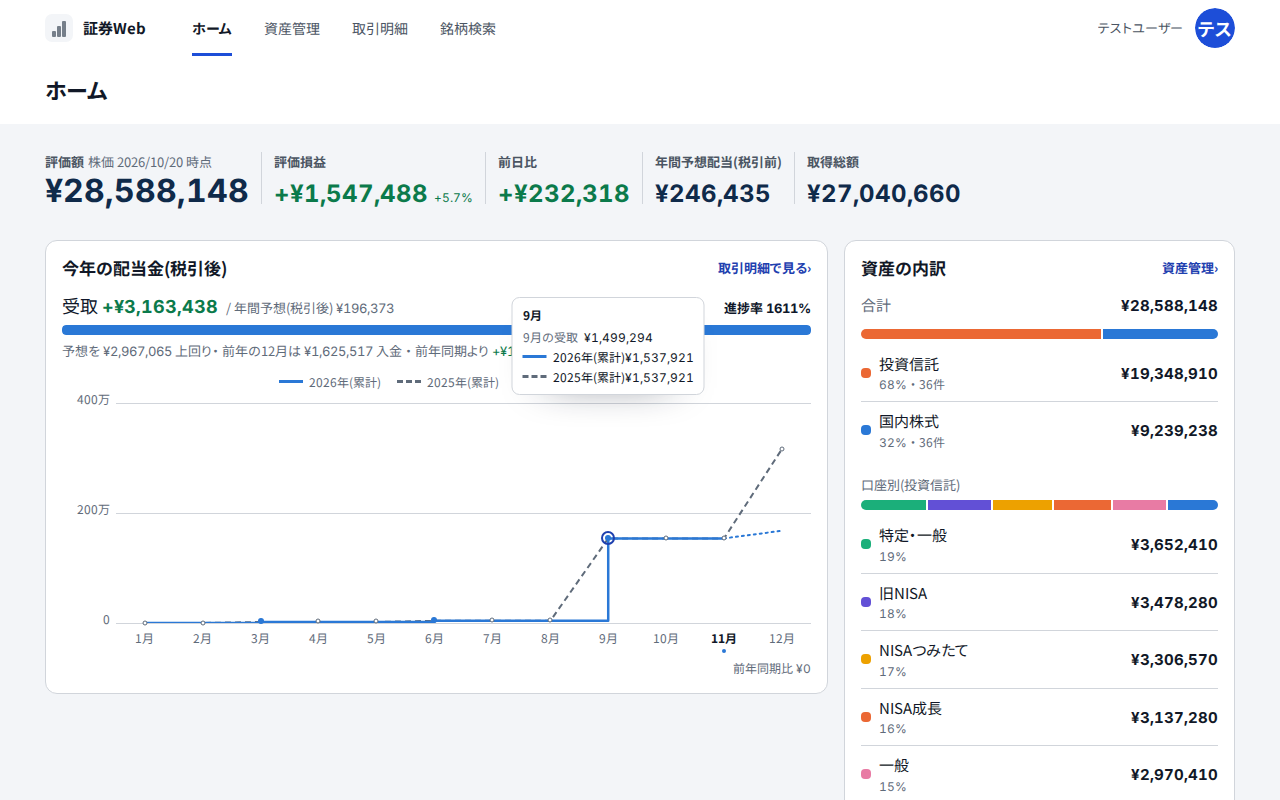 証券Web
ホーム
資産管理
取引明細
銘柄検索
テストユーザー
テス
ホーム
評価額 株価 2026/10/20 時点
¥28,588,148
評価損益
+¥1,547,488 +5.7%
前日比
+¥232,318
年間予想配当(税引前)
¥246,435
取得総額
¥27,040,660
今年の配当金(税引後)
取引明細で見る›
受取 +¥3,163,438 / 年間予想(税引後) ¥196,373
進捗率 1611%
予想を ¥2,967,065 上回り・前年の12月は ¥1,625,517 入金・前年同期より +¥1
9月
9月の受取 ¥1,499,294
2026年(累計)¥1,537,921
2025年(累計)¥1,537,921
2026年(累計)
2025年(累計)
400万
200万
0
1月
2月
3月
4月
5月
6月
7月
8月
9月
10月
11月
12月
前年同期比 ¥0
資産の内訳
資産管理›
合計
¥28,588,148
投資信託
68%・36件
¥19,348,910
国内株式
32%・36件
¥9,239,238
口座別(投資信託)
特定・一般
19%
¥3,652,410
旧NISA
18%
¥3,478,280
NISAつみたて
17%
¥3,306,570
NISA成長
16%
¥3,137,280
一般
15%
¥2,970,410